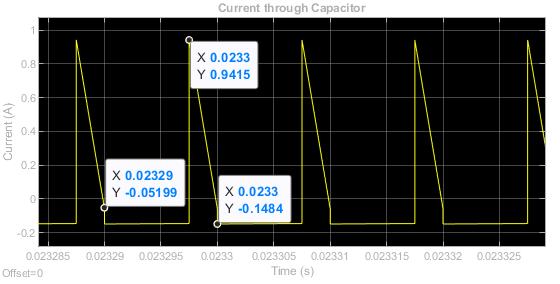 Current through Capacitor
Current (A)
1
0.8
0.6
0.4
0.2
0
-0.2
X 0.0233
Y 0.9415
X 0.02329
Y -0.05199
X 0.0233
Y -0.1484
0.023285 0.02329 0.023295 0.0233 0.023305 0.02331 0.023315 0.02332 0.023325
Offset=0
Time (s)